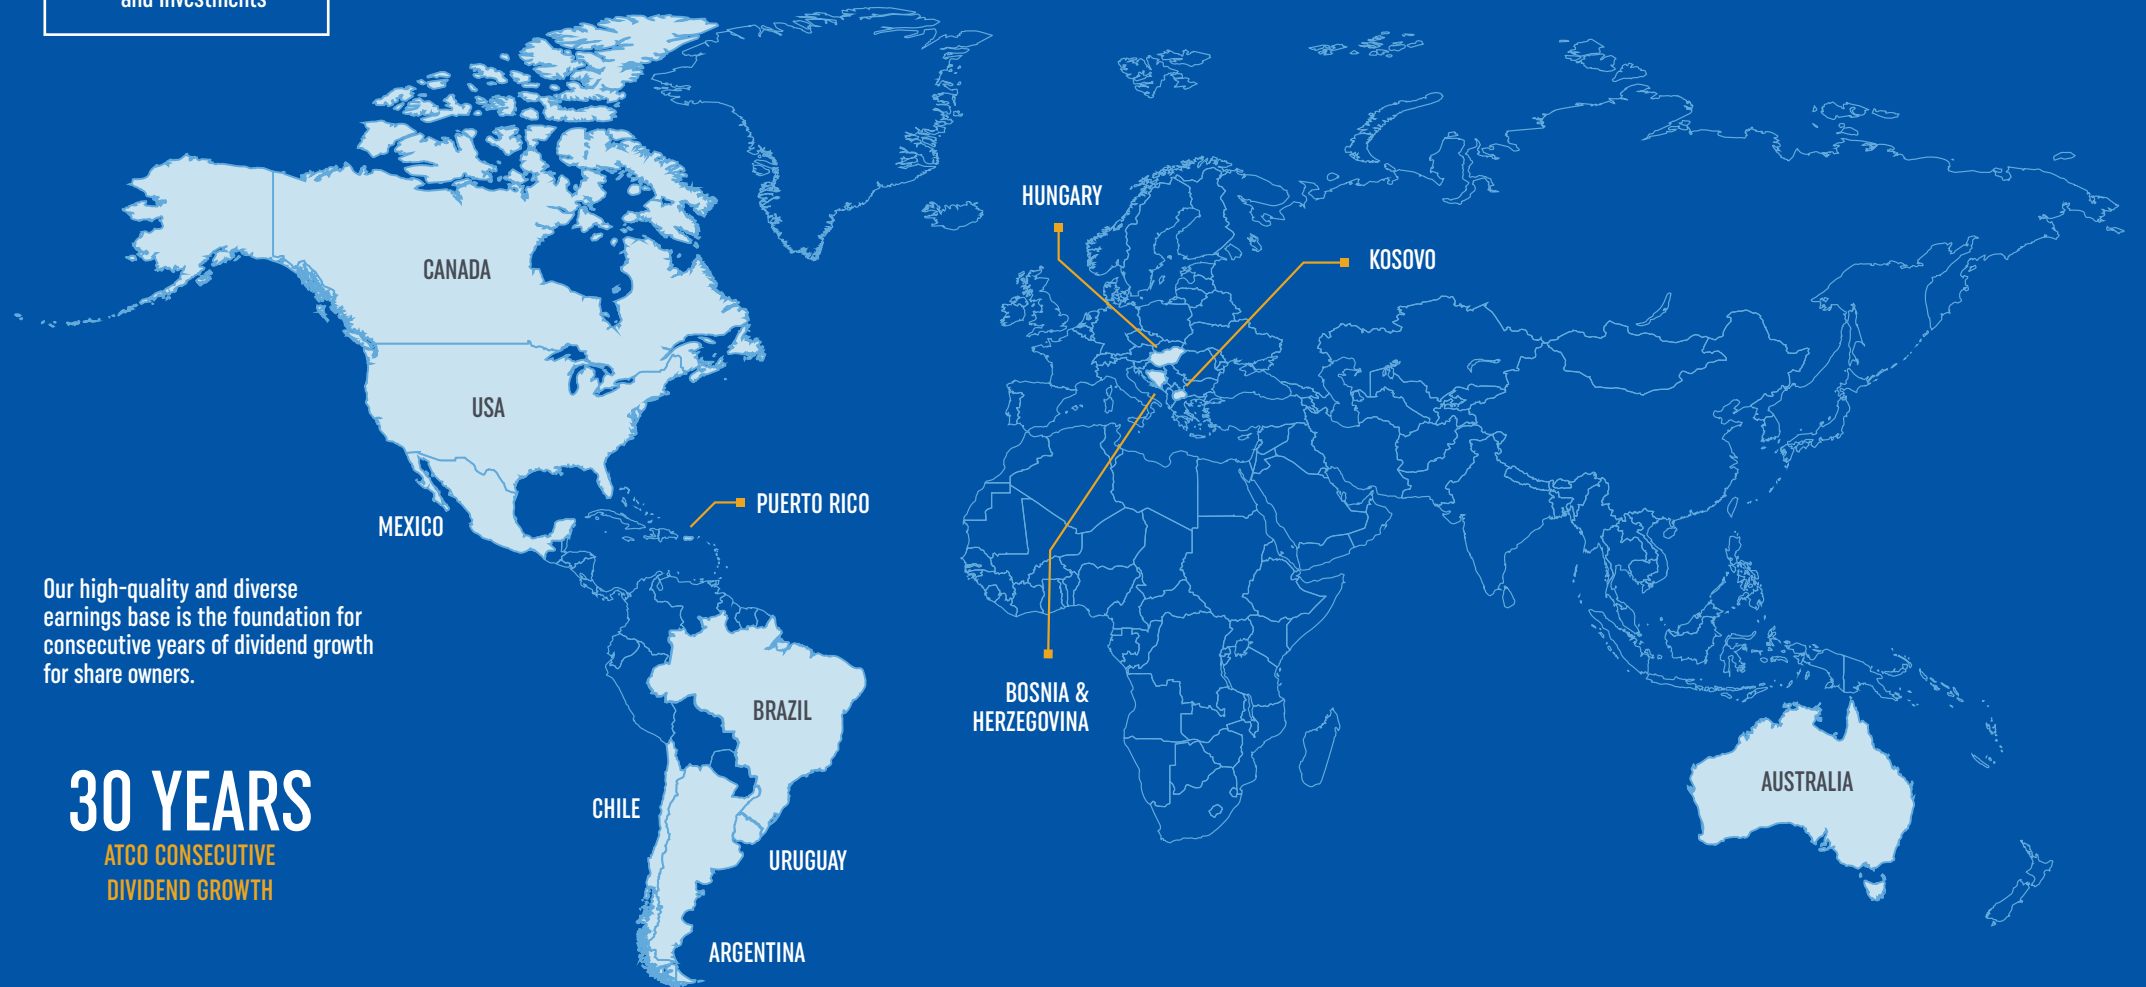 and investments
HUNGARY
KOSOVO
CANADA
USA
PUERTO RICO
MEXICO
Our high-quality and diverse
earnings base is the foundation for
consecutive years of dividend growth
for share owners.
BOSNIA &
HERZEGOVINA
BRAZIL
AUSTRALIA
30 YEARS
ATCO CONSECUTIVE
DIVIDEND GROWTH
CHILE
URUGUAY
ARGENTINA